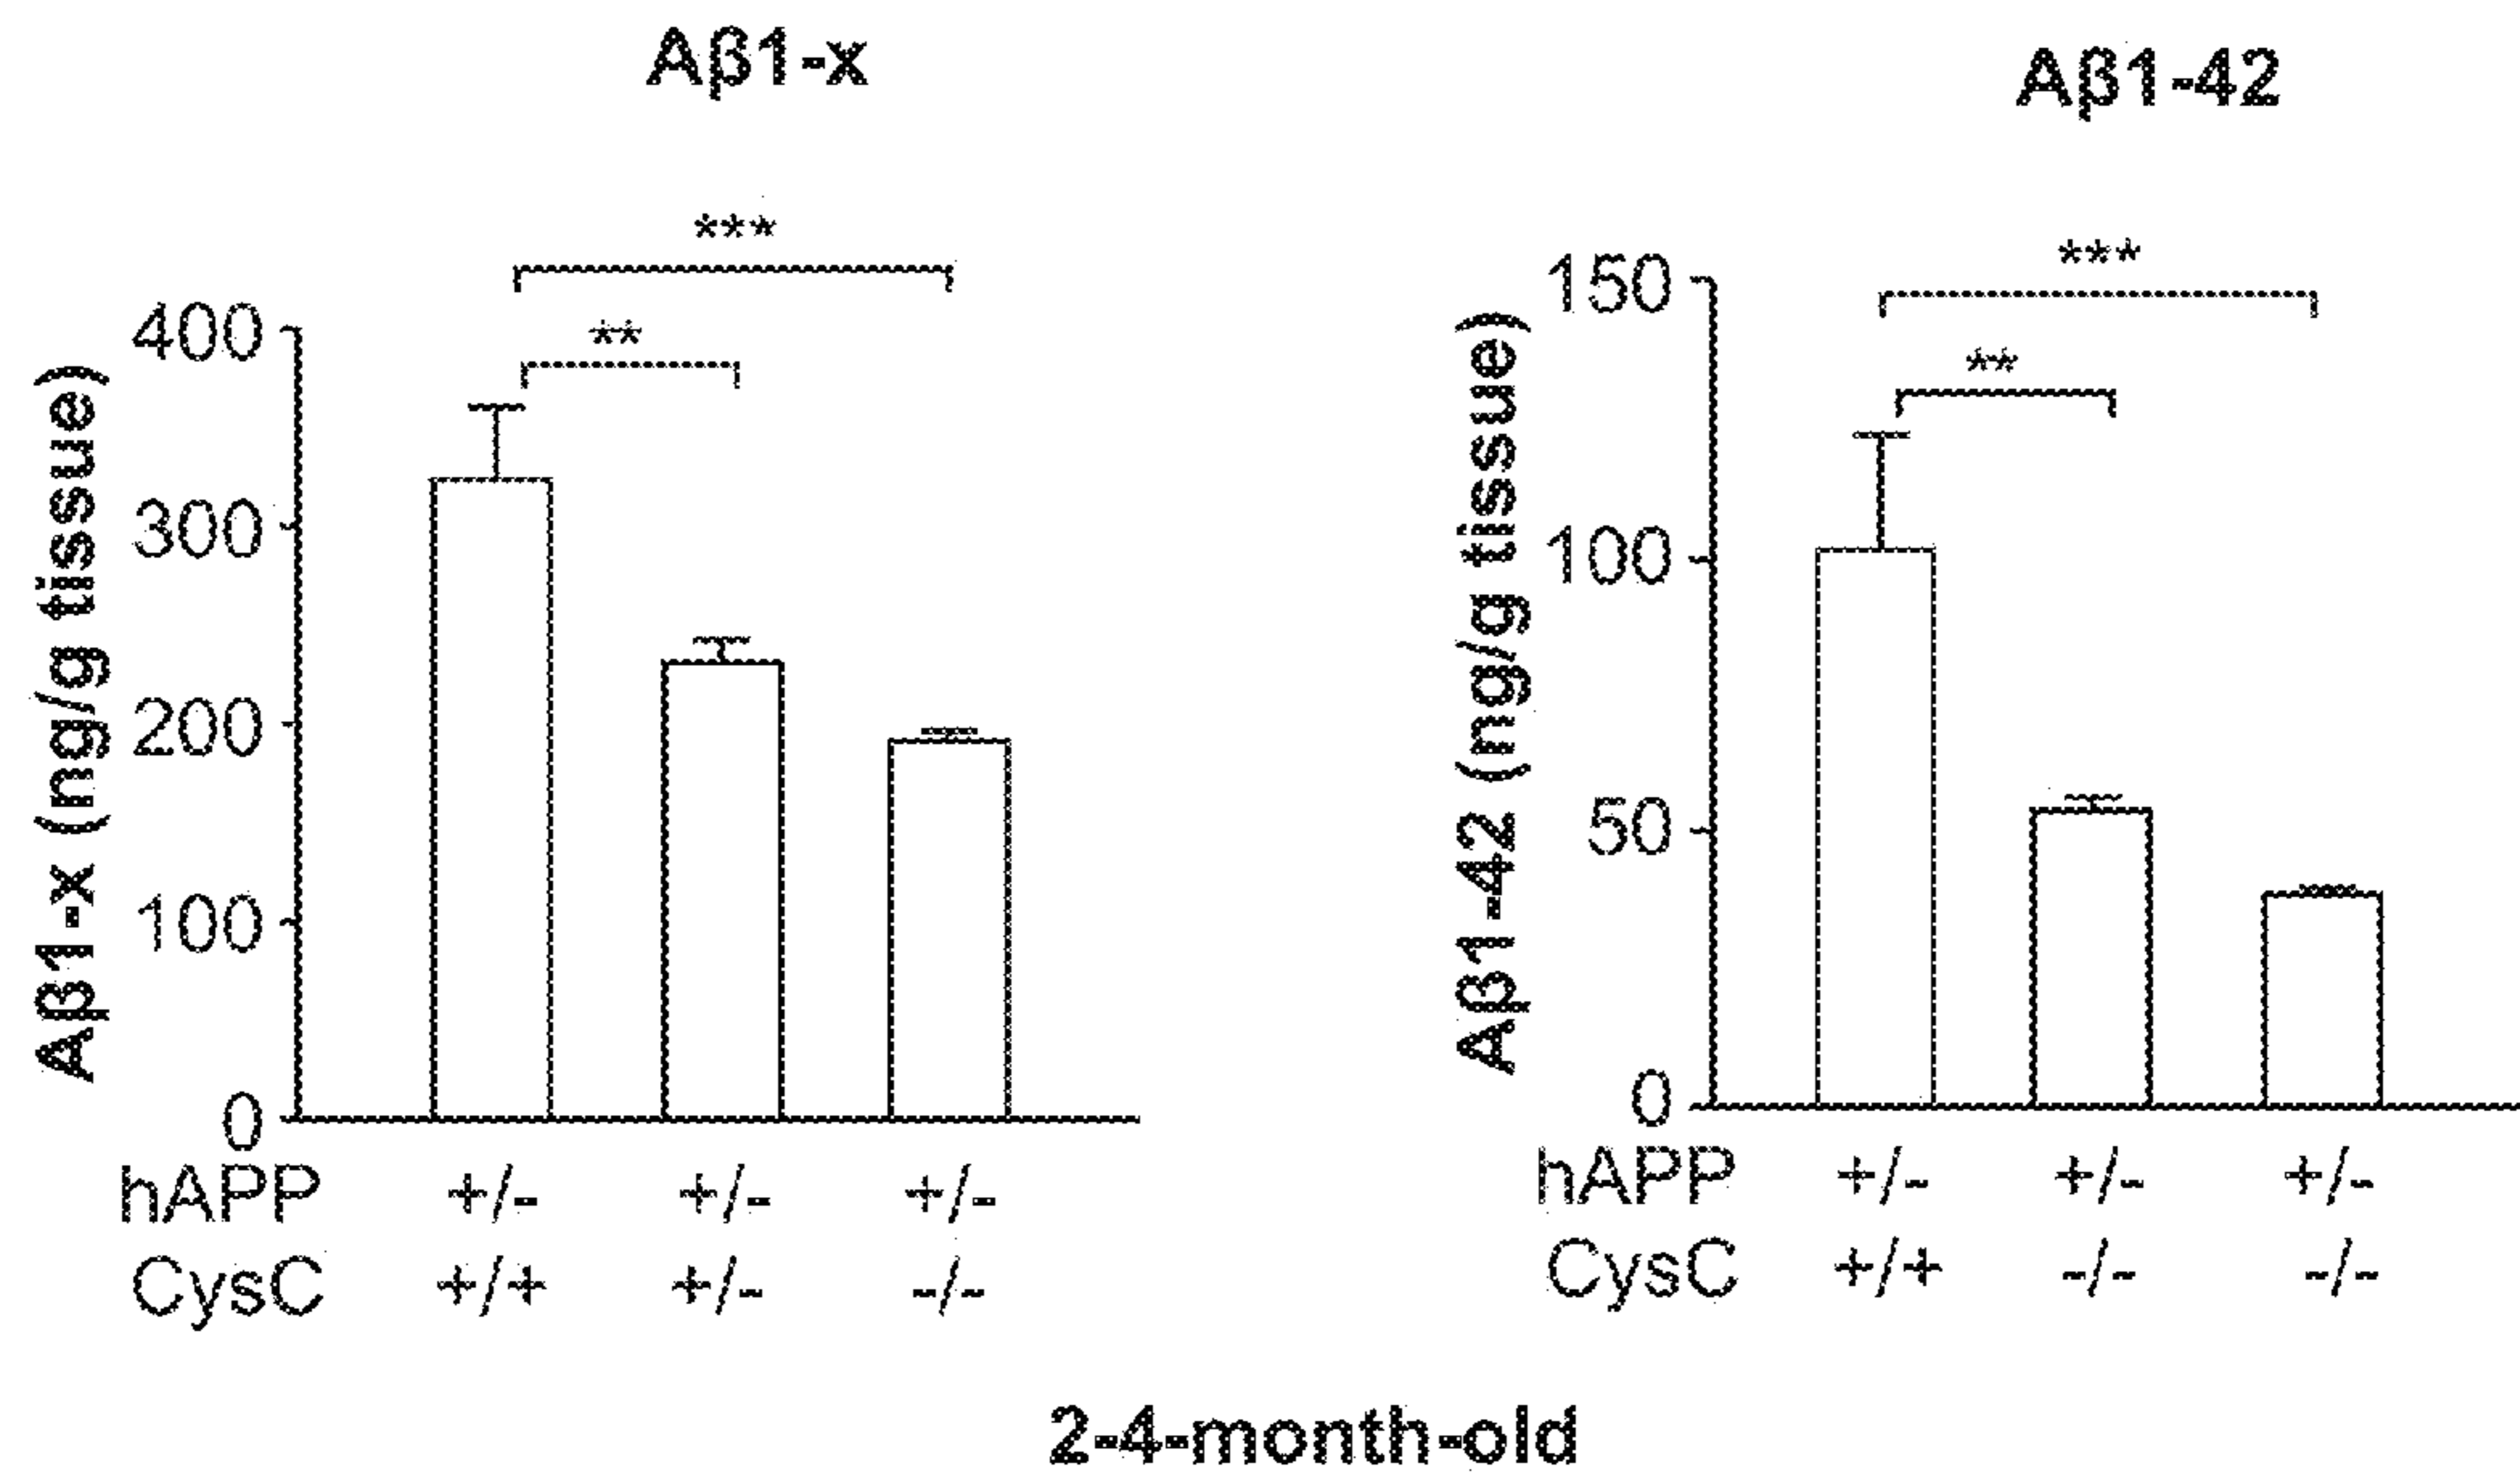 Aβ1-x
***
**
Aβ1-x (ng/g tissue)
400
300
200
100
0
hAPP +/- +/- +/-
CysC +/+ +/- -/-
Aβ1-42
***
**
Aβ1-42 (ng/g tissue)
150
100
50
0
hAPP +/- +/- +/-
CysC +/+ -/- -/-
2-4-month-old